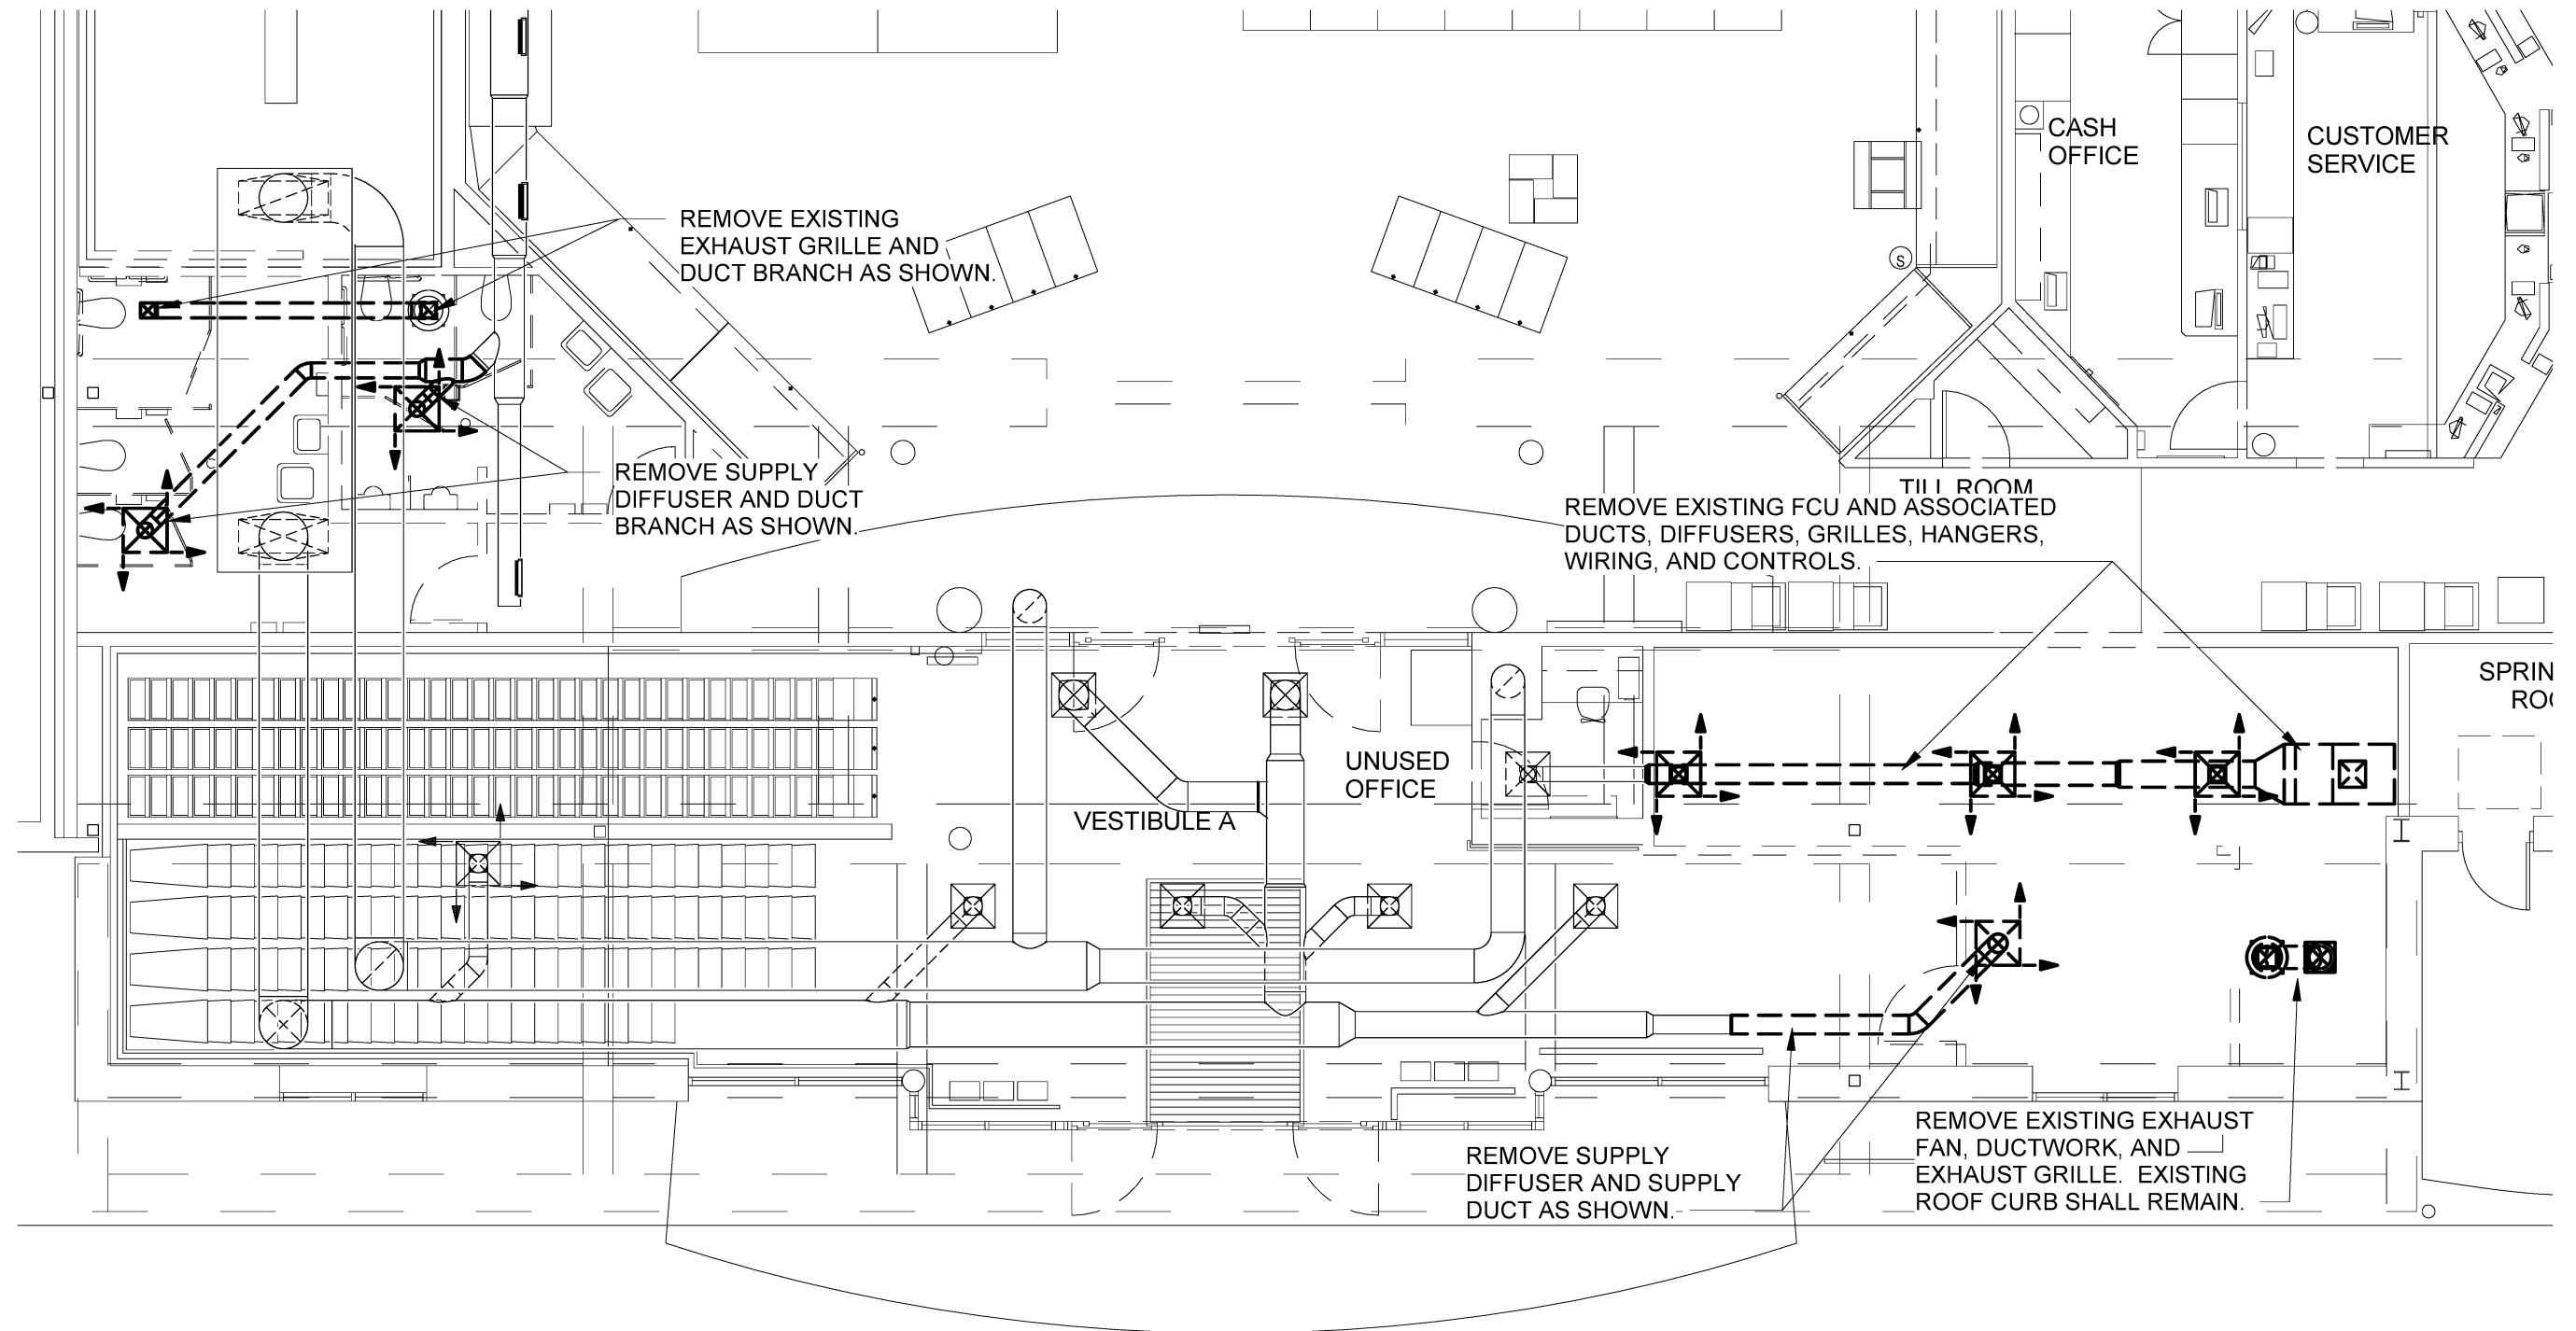 CASH
OFFICE
CUSTOMER
SERVICE
REMOVE EXISTING
EXHAUST GRILLE AND
DUCT BRANCH AS SHOWN.
S
REMOVE SUPPLY
DIFFUSER AND DUCT
BRANCH AS SHOWN.
TILL ROOM
REMOVE EXISTING FCU AND ASSOCIATED
DUCTS, DIFFUSERS, GRILLES, HANGERS,
WIRING, AND CONTROLS.
SPRIN
ROO
UNUSED
OFFICE
VESTIBULE A
REMOVE SUPPLY
DIFFUSER AND SUPPLY
DUCT AS SHOWN.
REMOVE EXISTING EXHAUST
FAN, DUCTWORK, AND
EXHAUST GRILLE. EXISTING
ROOF CURB SHALL REMAIN.